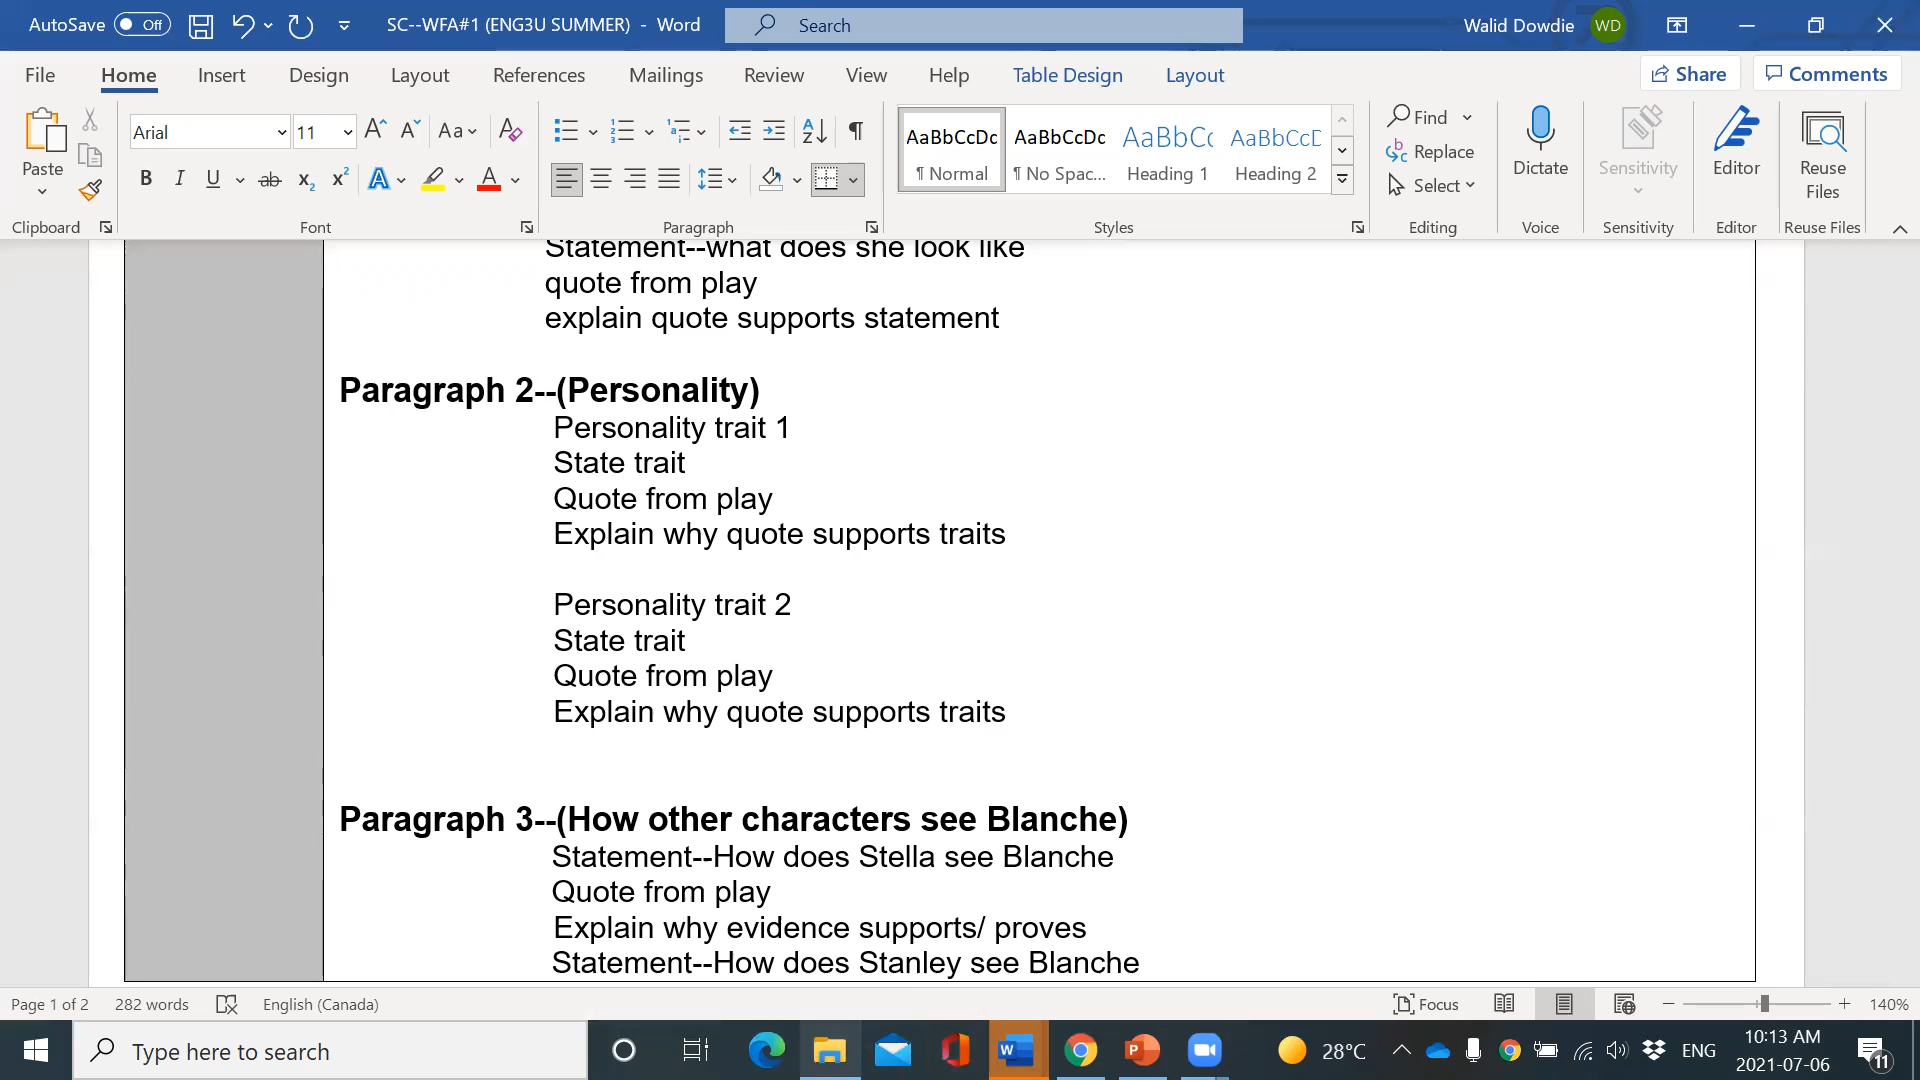 AutoSave Off SC--WFA#1 (ENG3U SUMMER) - Word Search Walid Dowdie WD
File Home Insert Design Layout References Mailings Review View Help Table Design Layout Share Comments
Paste
Clipboard
Arial 11
Font
Paragraph
AaBbCcDc AaBbCcDc AaBbC AaBbCcD
¶ Normal ¶ No Spac... Heading 1 Heading 2
Styles
Find
Replace
Select
Editing
Dictate
Voice
Sensitivity
Sensitivity
Editor
Editor
Reuse
Files
Reuse Files
Statement--what does she look like
quote from play
explain quote supports statement
Paragraph 2--(Personality)
Personality trait 1
State trait
Quote from play
Explain why quote supports traits
Personality trait 2
State trait
Quote from play
Explain why quote supports traits
Paragraph 3--(How other characters see Blanche)
Statement--How does Stella see Blanche
Quote from play
Explain why evidence supports/ proves
Statement--How does Stanley see Blanche
Page 1 of 2 282 words English (Canada) Focus 140%
Type here to search 28°C ENG 10:13 AM
2021-07-06 11